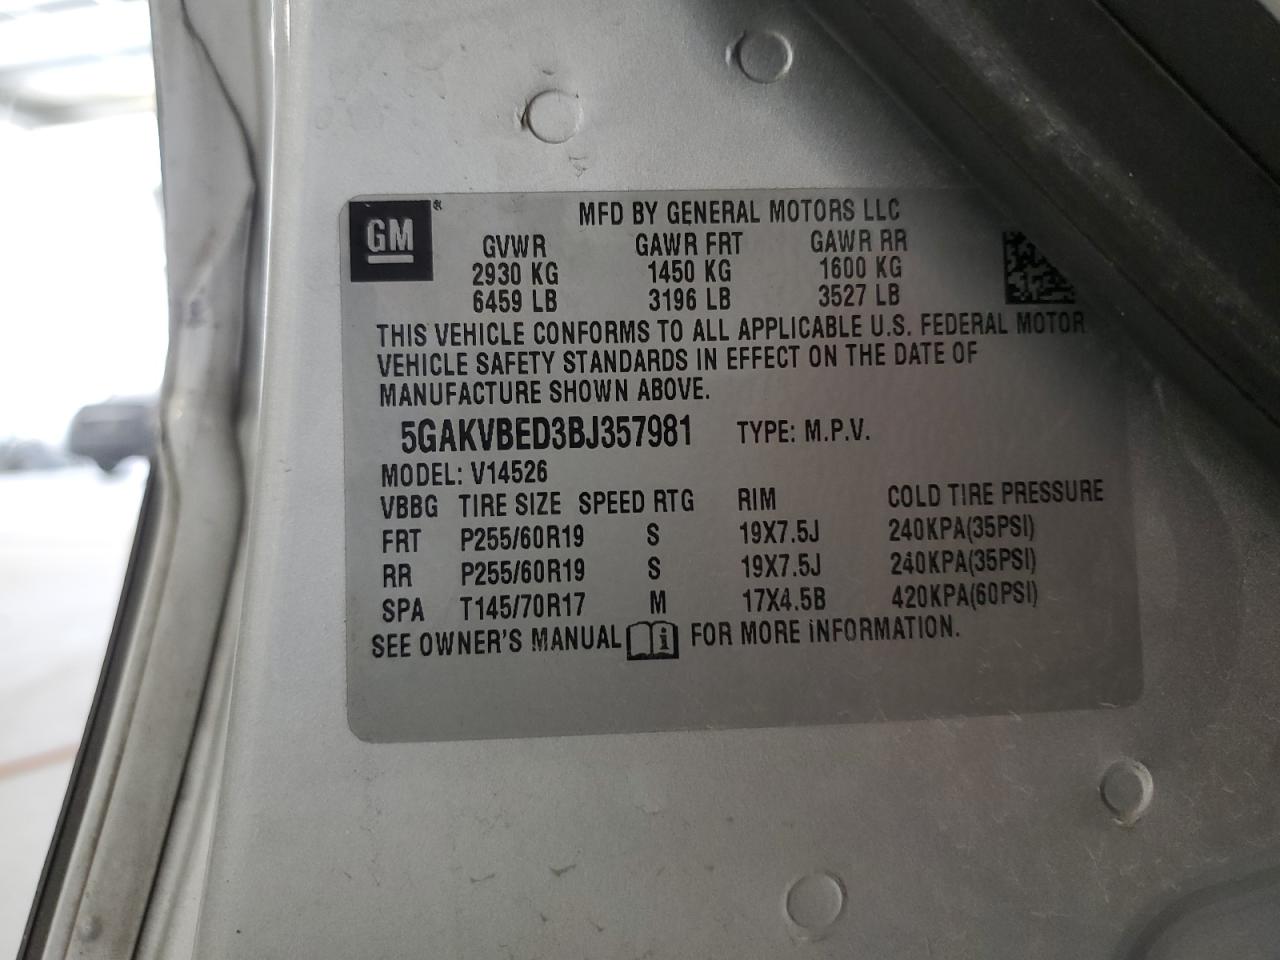 GM® MFD BY GENERAL MOTORS LLC
GVWR GAWR FRT GAWR RR
2930 KG 1450 KG 1600 KG
6459 LB 3196 LB 3527 LB
THIS VEHICLE CONFORMS TO ALL APPLICABLE U.S. FEDERAL MOTOR
VEHICLE SAFETY STANDARDS IN EFFECT ON THE DATE OF
MANUFACTURE SHOWN ABOVE.
5GAKVBED3BJ357981 TYPE: M.P.V.
MODEL: V14526
VBBG TIRE SIZE SPEED RTG RIM COLD TIRE PRESSURE
FRT P255/60R19 S 19X7.5J 240KPA(35PSI)
RR P255/60R19 S 19X7.5J 240KPA(35PSI)
SPA T145/70R17 M 17X4.5B 420KPA(60PSI)
SEE OWNER'S MANUAL i FOR MORE INFORMATION.